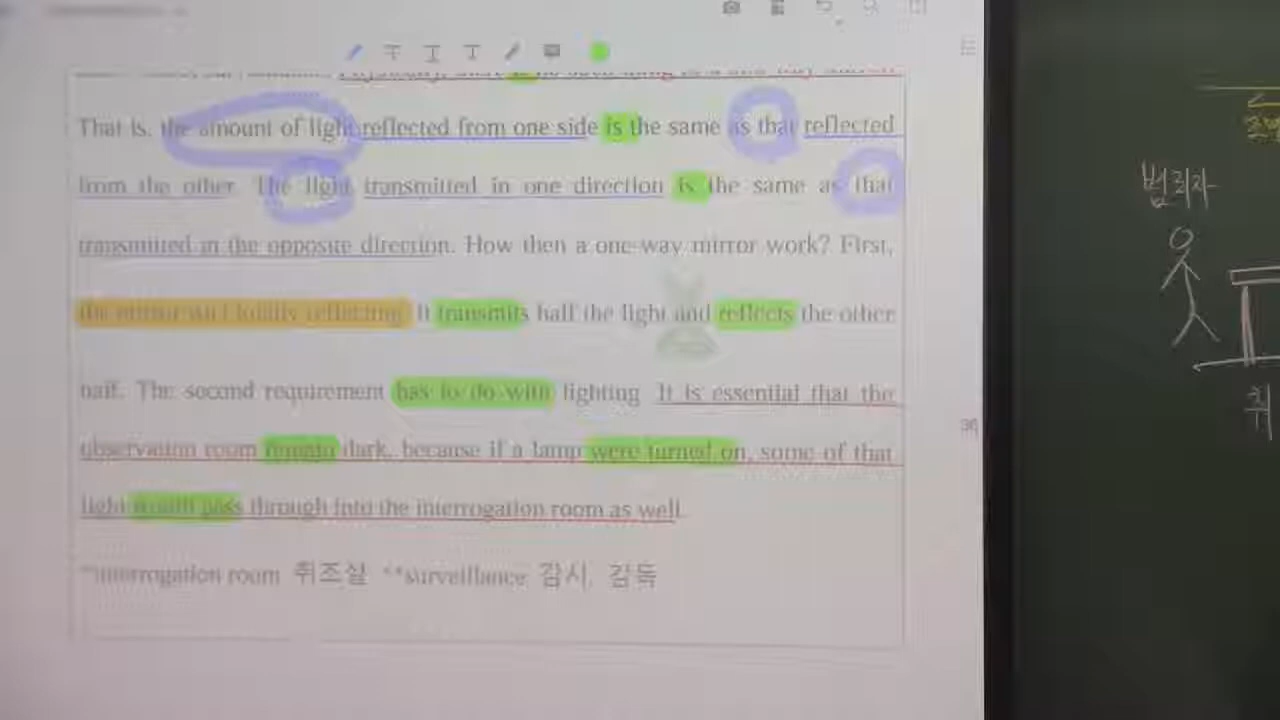 That is, the amount of light reflected from one side is the same as that reflected
from the other. The light transmitted in one direction is the same as that
transmitted in the opposite direction. How then a one-way mirror work? First,
the mirror isn't totally reflecting. It transmits half the light and reflects the other
half. The second requirement has to do with lighting. It is essential that the
observation room remain dark, because if a lamp were turned on, some of that
light would pass through into the interrogation room as well.
**interrogation room 취조실 **surveillance 감시, 감독
36
범죄자
취